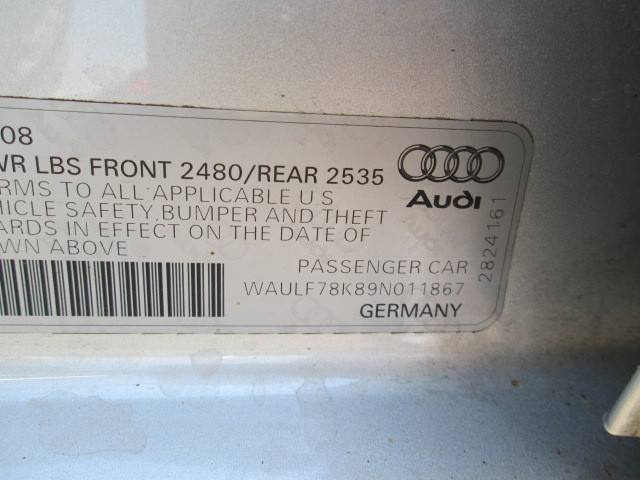 08
WR LBS FRONT 2480/REAR 2535
RMS TO ALL APPLICABLE U S
HICLE SAFETY, BUMPER AND THEFT
ARDS IN EFFECT ON THE DATE OF
WN ABOVE
PASSENGER CAR
WAULF78K89N011867
GERMANY
Audi
2824161